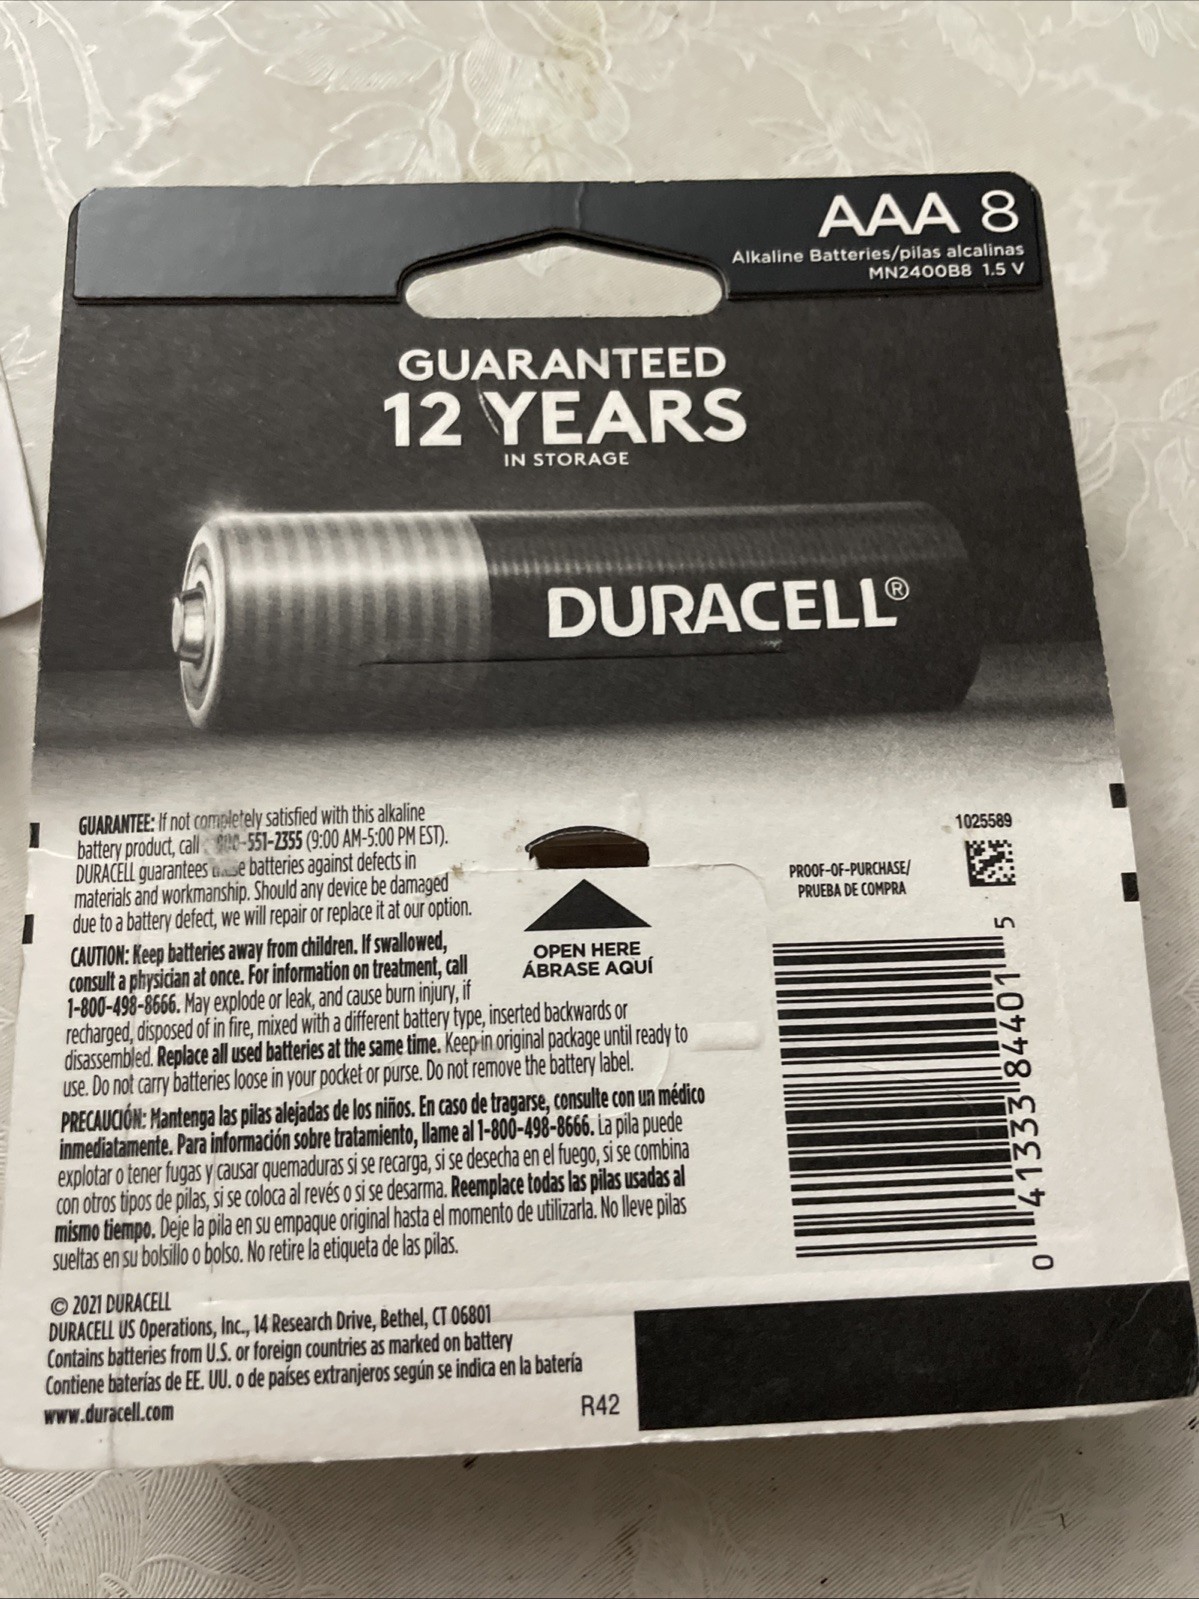 AAA 8
Alkaline Batteries/pilas alcalinas
MN2400B8 1.5 V
GUARANTEED
12 YEARS
IN STORAGE
DURACELL®
GUARANTEE: If not completely satisfied with this alkaline
battery product, call 800-551-2355 (9:00 AM-5:00 PM EST).
DURACELL guarantees these batteries against defects in
materials and workmanship. Should any device be damaged
due to a battery defect, we will repair or replace it at our option.
CAUTION: Keep batteries away from children. If swallowed,
consult a physician at once. For information on treatment, call
1-800-498-8666. May explode or leak, and cause burn injury, if
recharged, disposed of in fire, mixed with a different battery type, inserted backwards or
disassembled. Replace all used batteries at the same time. Keep in original package until ready to
use. Do not carry batteries loose in your pocket or purse. Do not remove the battery label.
PRECAUCIÓN: Mantenga las pilas alejadas de los niños. En caso de tragarse, consulte con un médico
inmediatamente. Para información sobre tratamiento, llame al 1-800-498-8666. La pila puede
explotar o tener fugas y causar quemaduras si se recarga, si se desecha en el fuego, si se combina
con otros tipos de pilas, si se coloca al revés o si se desarma. Reemplace todas las pilas usadas al
mismo tiempo. Deje la pila en su empaque original hasta el momento de utilizarla. No lleve pilas
sueltas en su bolsillo o bolso. No retire la etiqueta de las pilas.
OPEN HERE
ÁBRASE AQUÍ
1025589
PROOF-OF-PURCHASE/
PRUEBA DE COMPRA
0 41333 84401 5
© 2021 DURACELL
DURACELL US Operations, Inc., 14 Research Drive, Bethel, CT 06801
Contains batteries from U.S. or foreign countries as marked on battery
Contiene baterías de EE. UU. o de países extranjeros según se indica en la batería
www.duracell.com
R42